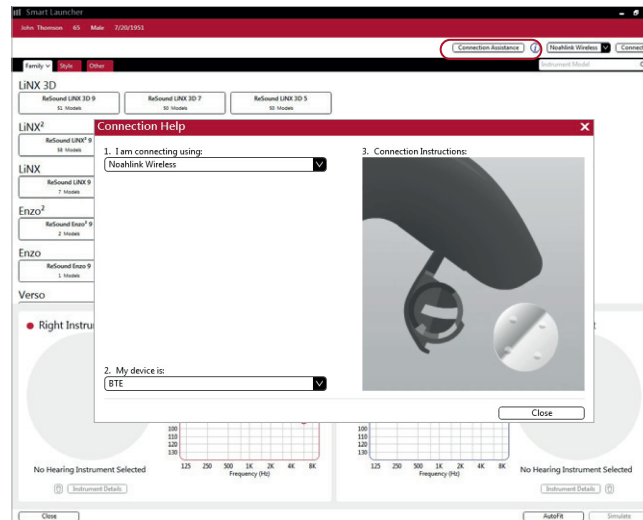 Smart Launcher
John Thomson 65 Male 7/20/1951
Connection Assistance i Noahlink Wireless Connect
Family Style Other
Instrument Model
LiNX 3D
ReSound LiNX 3D 9 ReSound LiNX 3D 7 ReSound LiNX 3D 5
51 Models 50 Models 50 Models
LiNX²
ReSound LiNX² 9
58 Models
LiNX
ReSound LiNX 9
7 Models
Enzo²
ReSound Enzo² 9
2 Models
Enzo
ReSound Enzo 9
1 Models
Verso
Connection Help X
1. I am connecting using:
Noahlink Wireless
2. My device is:
BTE
3. Connection Instructions:
Close
Right Instru
t
100
110
120
130
125 250 500 1K 2K 4K 8K
Frequency (Hz)
100
110
120
130
125 250 500 1K 2K 4K 8K
Frequency (Hz)
No Hearing Instrument Selected
Instrument Details
No Hearing Instrument Selected
Instrument Details
Close AutoFit Simulate